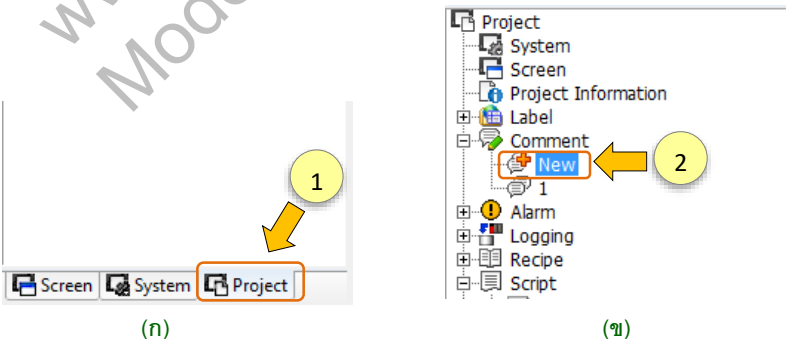 Project
System
Screen
Project Information
Label
Comment
New
2
1
Alarm
Logging
Recipe
Script
1
Screen System Project
(ก) (ข)